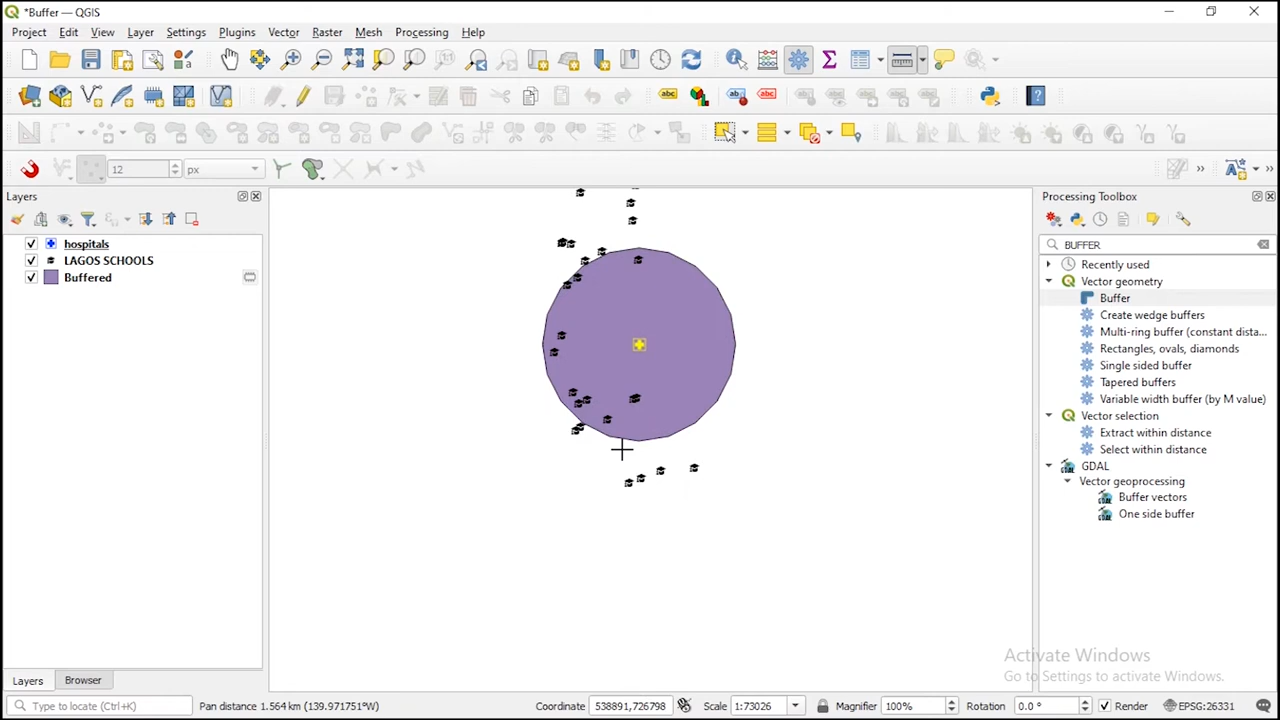 *Buffer — QGIS
Project Edit View Layer Settings Plugins Vector Raster Mesh Processing Help
abc abc abc
12 px
Layers
Processing Toolbox
BUFFER
hospitals
LAGOS SCHOOLS
Buffered
Recently used
Vector geometry
Buffer
Create wedge buffers
Multi-ring buffer (constant dista...
Rectangles, ovals, diamonds
Single sided buffer
Tapered buffers
Variable width buffer (by M value)
Vector selection
Extract within distance
Select within distance
GDAL
Vector geoprocessing
Buffer vectors
One side buffer
Activate Windows
Go to Settings to activate Windows.
Layers Browser
Type to locate (Ctrl+K) Pan distance 1.564 km (139.971751°W) Coordinate 538891,726798 Scale 1:73026 Magnifier 100% Rotation 0.0 ° Render EPSG:26331